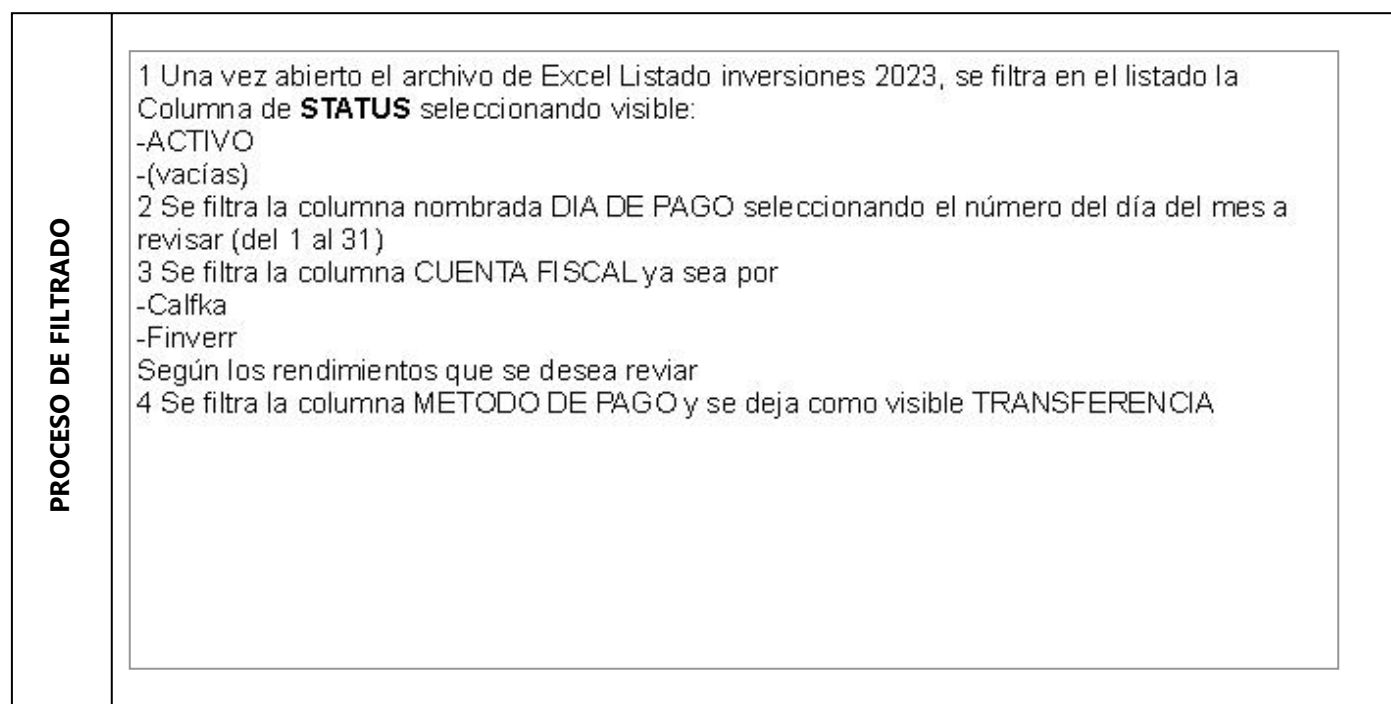 PROCESO DE FILTRADO
1 Una vez abierto el archivo de Excel Listado inversiones 2023, se filtra en el listado la
Columna de STATUS seleccionando visible:
-ACTIVO
-(vacías)
2 Se filtra la columna nombrada DIA DE PAGO seleccionando el número del día del mes a
revisar (del 1 al 31)
3 Se filtra la columna CUENTA FISCAL ya sea por
-Calfka
-Finverr
Según los rendimientos que se desea reviar
4 Se filtra la columna METODO DE PAGO y se deja como visible TRANSFERENCIA